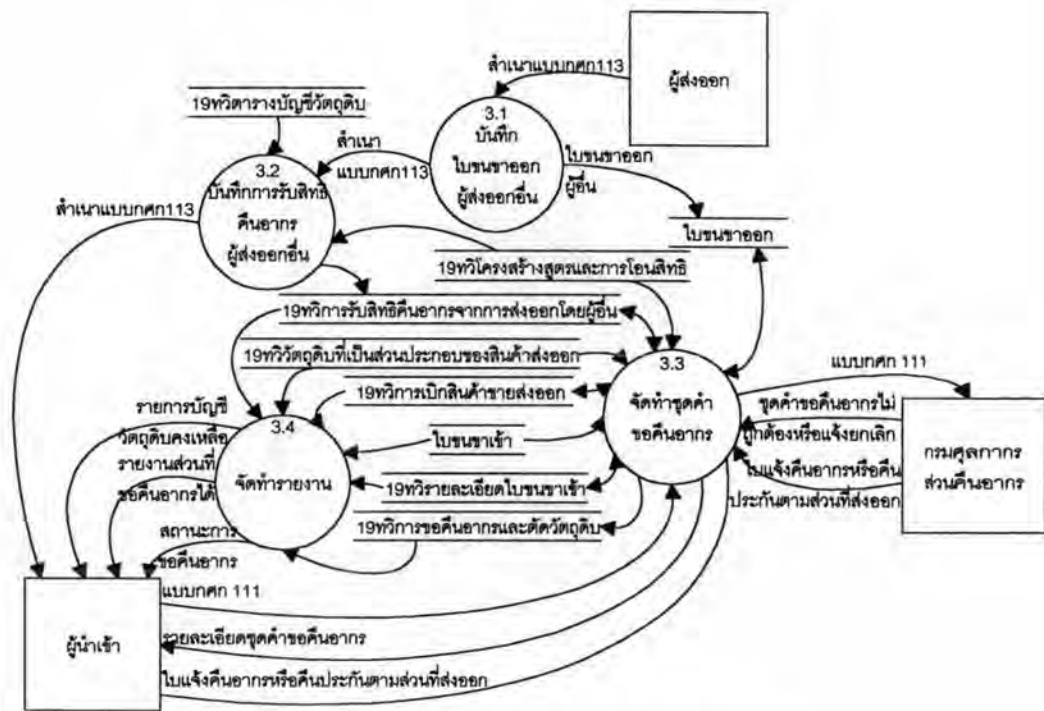 ผู้ส่งออก
สำเนาแบบกศก113
19ทวิตารางบัญชีวัตถุดิบ
3.1
บันทึก
ใบขนขาออก
ผู้ส่งออกอื่น
สำเนา
แบบกศก113
ใบขนขาออก
ผู้อื่น
3.2
บันทึกการรับสิทธิ
คืนอากร
ผู้ส่งออกอื่น
สำเนาแบบกศก113
ใบขนขาออก
19ทวิโครงสร้างสูตรและการโอนสิทธิ
19ทวิการรับสิทธิคืนอากรจากการส่งออกโดยผู้อื่น
19ทวิวัตถุดิบที่เป็นส่วนประกอบของสินค้าส่งออก
19ทวิการเบิกสินค้าขายส่งออก
ใบขนขาเข้า
19ทวิรายละเอียดใบขนขาเข้า
19ทวิการขอคืนอากรและตัดวัตถุดิบ
3.3
จัดทำชุดคำ
ขอคืนอากร
แบบกศก 111
ชุดคำขอคืนอากรไม่
ถูกต้องหรือแจ้งยกเลิก
ใบแจ้งคืนอากรหรือคืน
ประกันตามส่วนที่ส่งออก
กรมศุลกากร
ส่วนคืนอากร
3.4
จัดทำรายงาน
รายการบัญชี
วัตถุดิบคงเหลือ
รายงานส่วนที่
ขอคืนอากรได้
สถานะการ
ขอคืนอากร
ผู้นำเข้า
แบบกศก 111
รายละเอียดชุดคำขอคืนอากร
ใบแจ้งคืนอากรหรือคืนประกันตามส่วนที่ส่งออก